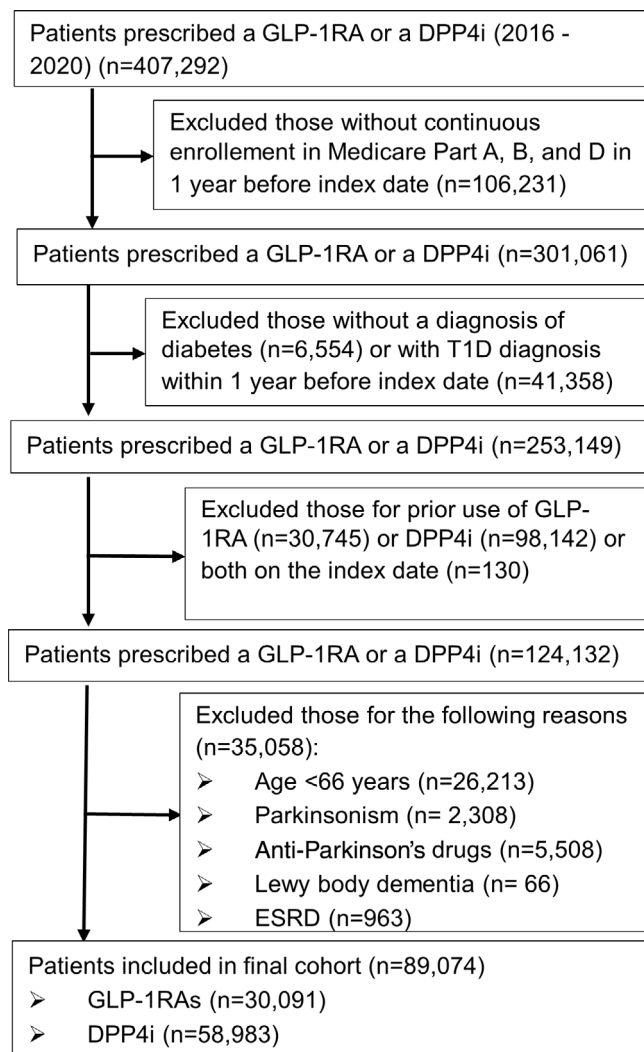 Patients prescribed a GLP-1RA or a DPP4i (2016 -
2020) (n=407,292)
Excluded those without continuous
enrollement in Medicare Part A, B, and D in
1 year before index date (n=106,231)
Patients prescribed a GLP-1RA or a DPP4i (n=301,061)
Excluded those without a diagnosis of
diabetes (n=6,554) or with T1D diagnosis
within 1 year before index date (n=41,358)
Patients prescribed a GLP-1RA or a DPP4i (n=253,149)
Excluded those for prior use of GLP-
1RA (n=30,745) or DPP4i (n=98,142) or
both on the index date (n=130)
Patients prescribed a GLP-1RA or a DPP4i (n=124,132)
Excluded those for the following reasons
(n=35,058):
➢ Age <66 years (n=26,213)
➢ Parkinsonism (n= 2,308)
➢ Anti-Parkinson's drugs (n=5,508)
➢ Lewy body dementia (n= 66)
➢ ESRD (n=963)
Patients included in final cohort (n=89,074)
➢ GLP-1RAs (n=30,091)
➢ DPP4i (n=58,983)